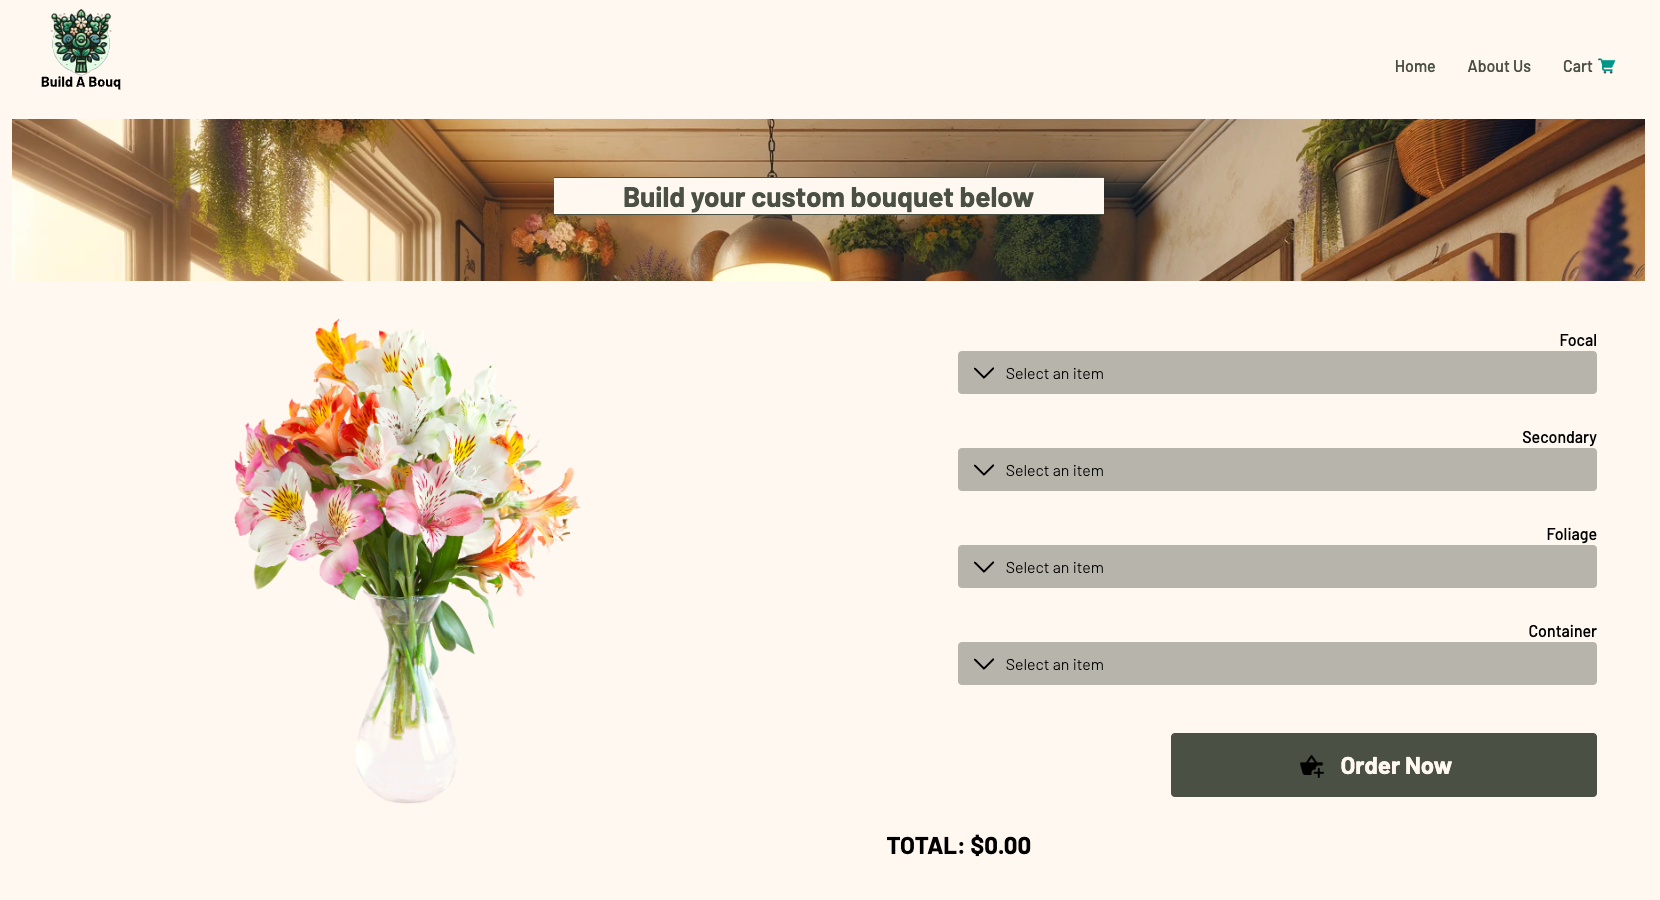 Build A Bouq
Home
About Us
Cart
Build your custom bouquet below
Focal
Select an item
Secondary
Select an item
Foliage
Select an item
Container
Select an item
Order Now
TOTAL: $0.00